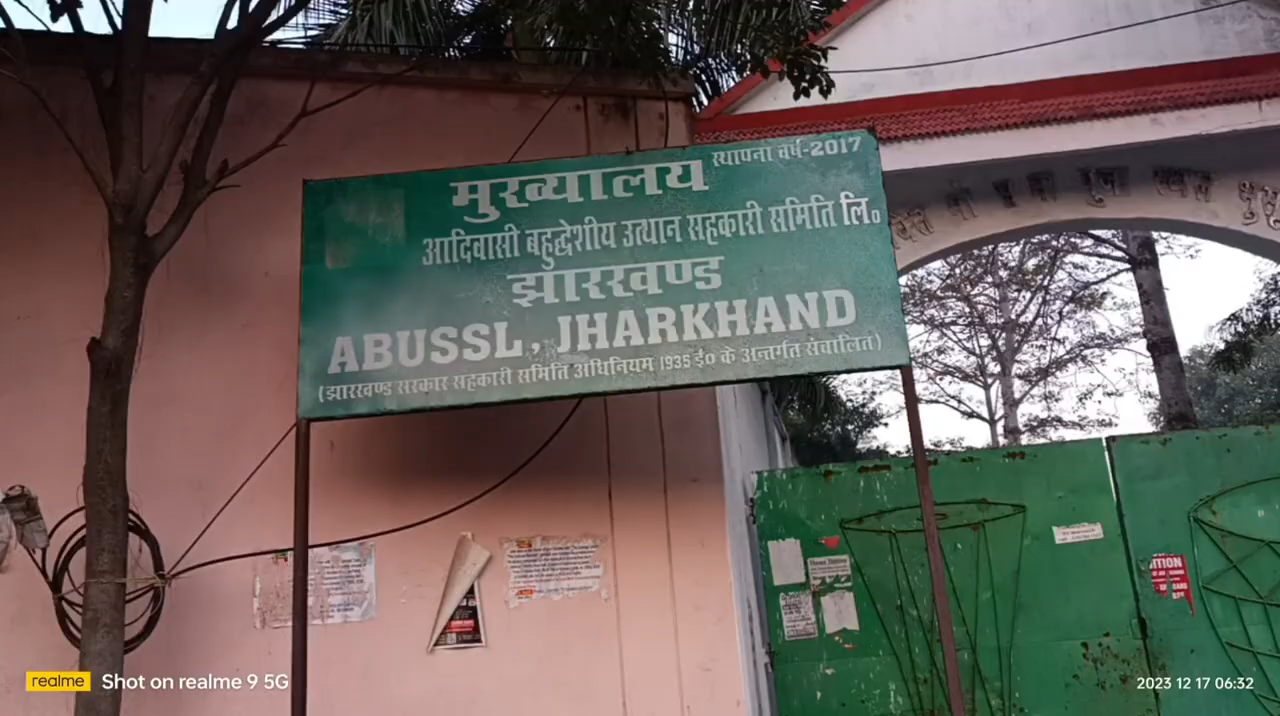 स्थापना वर्ष-2017
मुख्यालय
आदिवासी बहुद्धेशीय उत्थान सहकारी समिति लि०
झारखण्ड
ABUSSL, JHARKHAND
(झारखण्ड सरकार सहकारी समिति अधिनियम 1935 ई० के अन्तर्गत संचालित)
realme Shot on realme 9 5G
2023 12 17 06:32